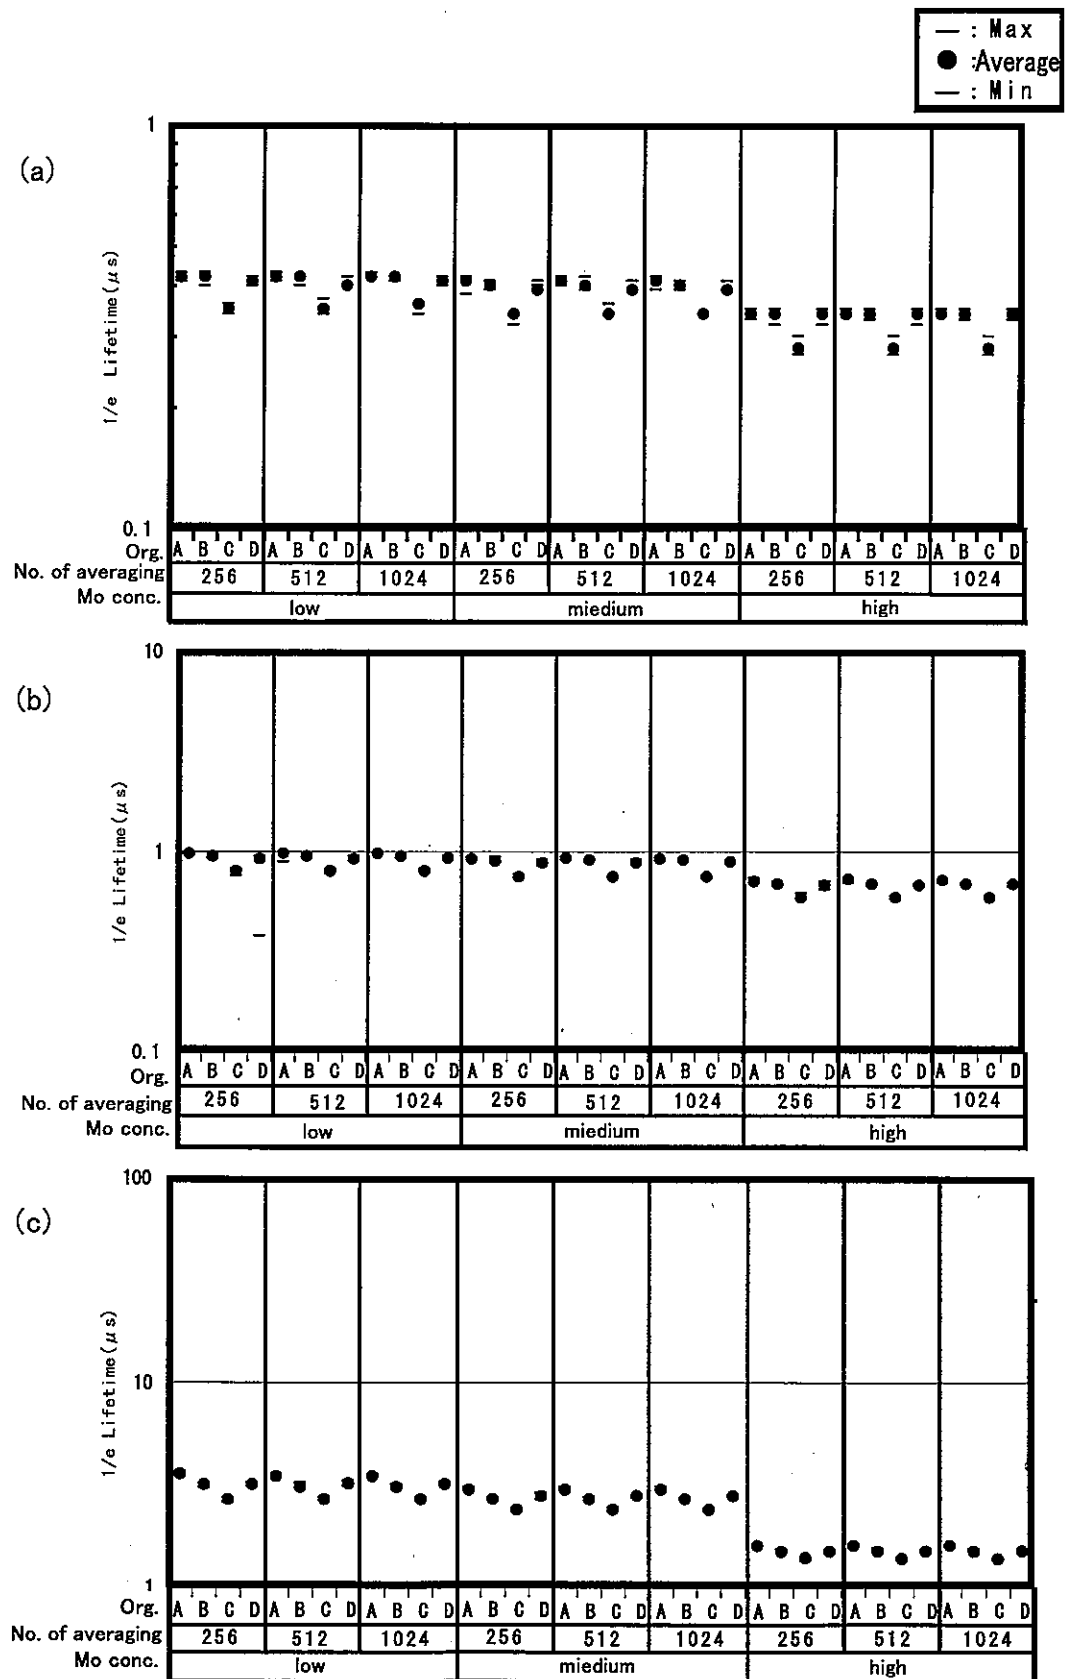 — : Max
● :Average
— : Min
(a)
1
1/e Lifetime(μs)
0.1
Org. A B C D A B C D A B C D A B C D A B C D A B C D A B C D A B C D A B C D
No. of averaging 256 512 1024 256 512 1024 256 512 1024
Mo conc. low miedium high
(b)
10
1/e Lifetime(μs)
1
0.1
Org. A B C D A B C D A B C D A B C D A B C D A B C D A B C D A B C D A B C D
No. of averaging 256 512 1024 256 512 1024 256 512 1024
Mo conc. low miedium high
(c)
100
1/e Lifetime(μs)
10
1
Org. A B C D A B C D A B C D A B C D A B C D A B C D A B C D A B C D A B C D
No. of averaging 256 512 1024 256 512 1024 256 512 1024
Mo conc. low miedium high